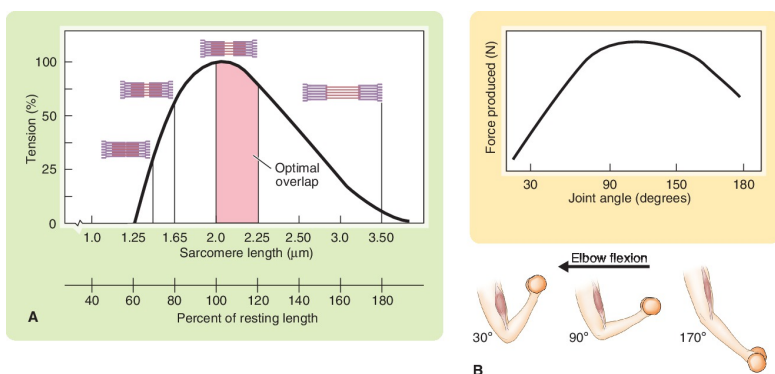 100
50
25
0
Tension (%)
Optimal
overlap
1.0 1.25 1.65 2.0 2.25 2.50 3.0 3.50
Sarcomere length (μm)
40 60 80 100 120 140 160 180
Percent of resting length
A
Force produced (N)
30 90 150 180
Joint angle (degrees)
Elbow flexion
30° 90° 170°
B